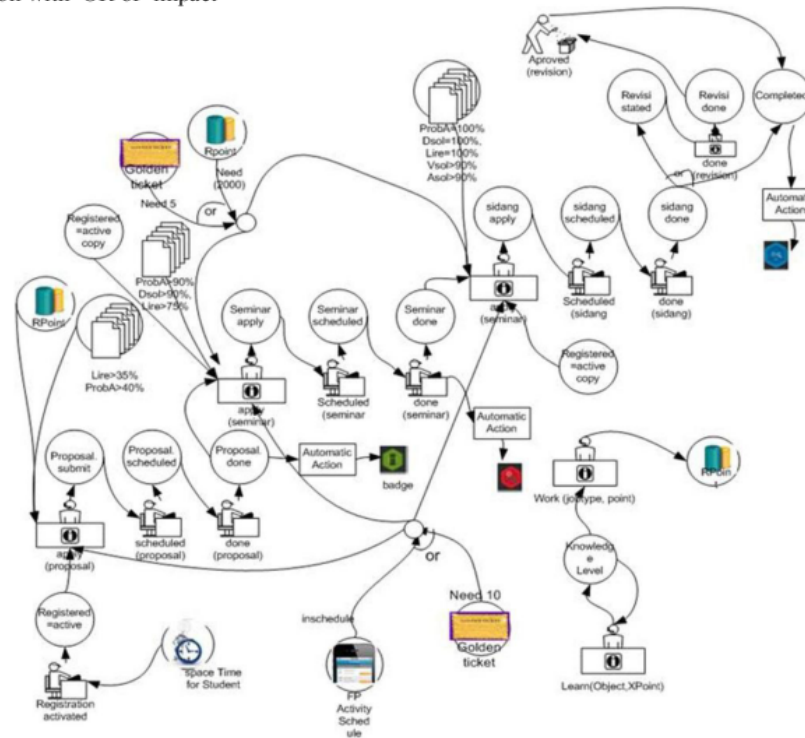 Aproved
(revision)
Revisi
stated
Revisi
done
Completed
done
(revision)
or
Automatic
Action
ProbA=100%
Dsol=100%,
Lire=100%
Vsol>90%
Asol>90%
sidang
apply
sidang
scheduled
sidang
done
(seminar)
Scheduled
(sidang
done
(sidang)
Registered
=active
copy
Rpoint
Need
(2000)
Golden
ticket
Need 5
or
Registered
=active
copy
ProbA>90%
Dsol>90%,
Lire>75%
RPoint
Lire>35%
ProbA>40%
Seminar
apply
Seminar
scheduled
Seminar
done
apply
(seminar)
Scheduled
(seminar
done
(seminar)
Automatic
Action
Proposal.
submit
Proposal.
scheduled
Proposal.
done
Automatic
Action
badge
apply
(proposal)
scheduled
(proposal)
done
(proposal)
or
Need 10
Golden
ticket
inschedule
FP
Activity
Sched
ule
Registered
=active
Registration
activated
space Time
for Student
Work (jobtype, point)
RPoin
t
Knowledg
e
Level
Learn(Object,XPoint)